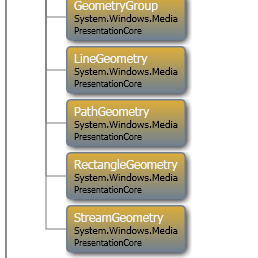 GeometryGroup
System.Windows.Media
PresentationCore
LineGeometry
System.Windows.Media
PresentationCore
PathGeometry
System.Windows.Media
PresentationCore
RectangleGeometry
System.Windows.Media
PresentationCore
StreamGeometry
System.Windows.Media
PresentationCore